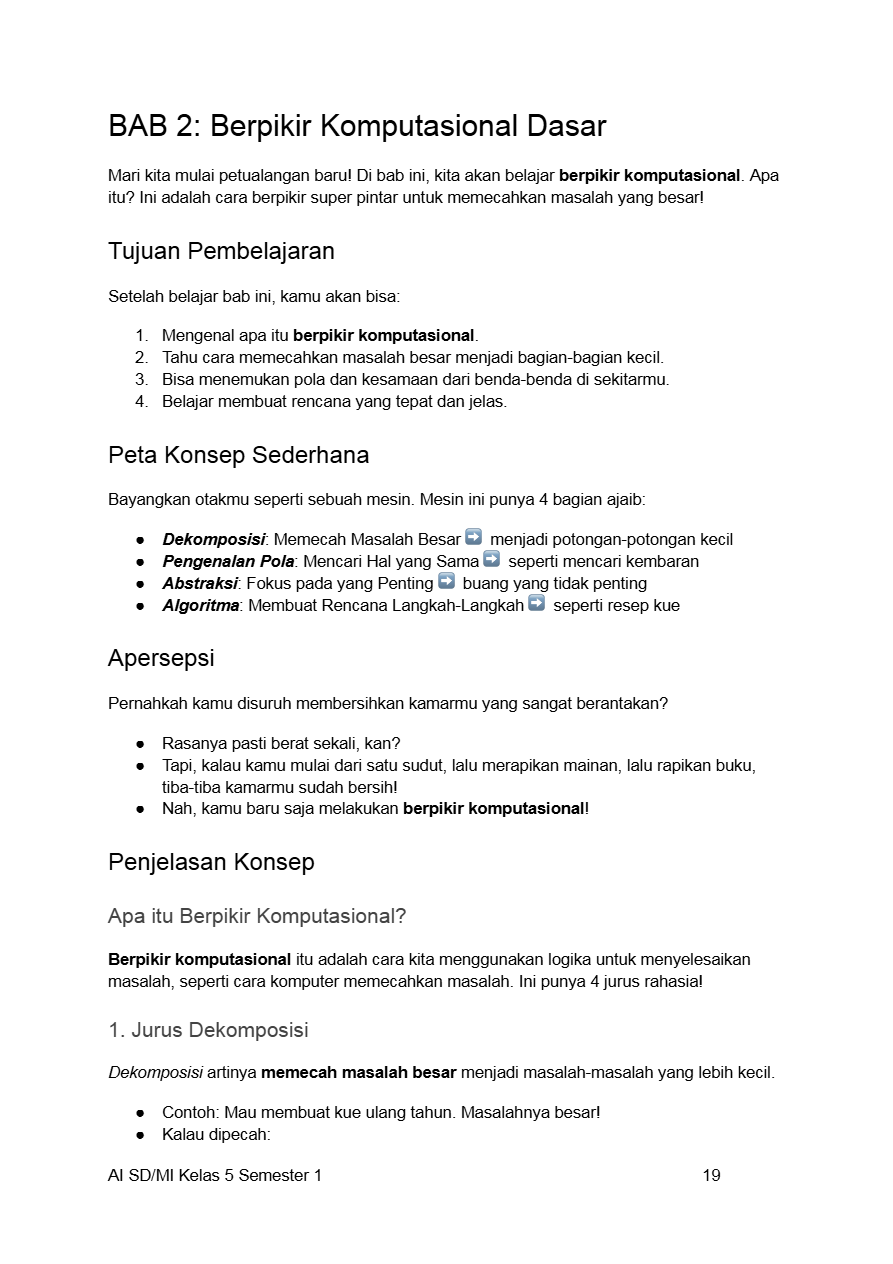 BAB 2: Berpikir Komputasional Dasar
Mari kita mulai petualangan baru! Di bab ini, kita akan belajar berpikir komputasional. Apa
itu? Ini adalah cara berpikir super pintar untuk memecahkan masalah yang besar!
Tujuan Pembelajaran
Setelah belajar bab ini, kamu akan bisa:
1. Mengenal apa itu berpikir komputasional.
2. Tahu cara memecahkan masalah besar menjadi bagian-bagian kecil.
3. Bisa menemukan pola dan kesamaan dari benda-benda di sekitarmu.
4. Belajar membuat rencana yang tepat dan jelas.
Peta Konsep Sederhana
Bayangkan otakmu seperti sebuah mesin. Mesin ini punya 4 bagian ajaib:
● Dekomposisi: Memecah Masalah Besar ➡️ menjadi potongan-potongan kecil
● Pengenalan Pola: Mencari Hal yang Sama ➡️ seperti mencari kembaran
● Abstraksi: Fokus pada yang Penting ➡️ buang yang tidak penting
● Algoritma: Membuat Rencana Langkah-Langkah ➡️ seperti resep kue
Apersepsi
Pernahkah kamu disuruh membersihkan kamarmu yang sangat berantakan?
● Rasanya pasti berat sekali, kan?
● Tapi, kalau kamu mulai dari satu sudut, lalu merapikan mainan, lalu rapikan buku,
tiba-tiba kamarmu sudah bersih!
● Nah, kamu baru saja melakukan berpikir komputasional!
Penjelasan Konsep
Apa itu Berpikir Komputasional?
Berpikir komputasional itu adalah cara kita menggunakan logika untuk menyelesaikan
masalah, seperti cara komputer memecahkan masalah. Ini punya 4 jurus rahasia!
1. Jurus Dekomposisi
Dekomposisi artinya memecah masalah besar menjadi masalah-masalah yang lebih kecil.
● Contoh: Mau membuat kue ulang tahun. Masalahnya besar!
● Kalau dipecah:
AI SD/MI Kelas 5 Semester 1 19